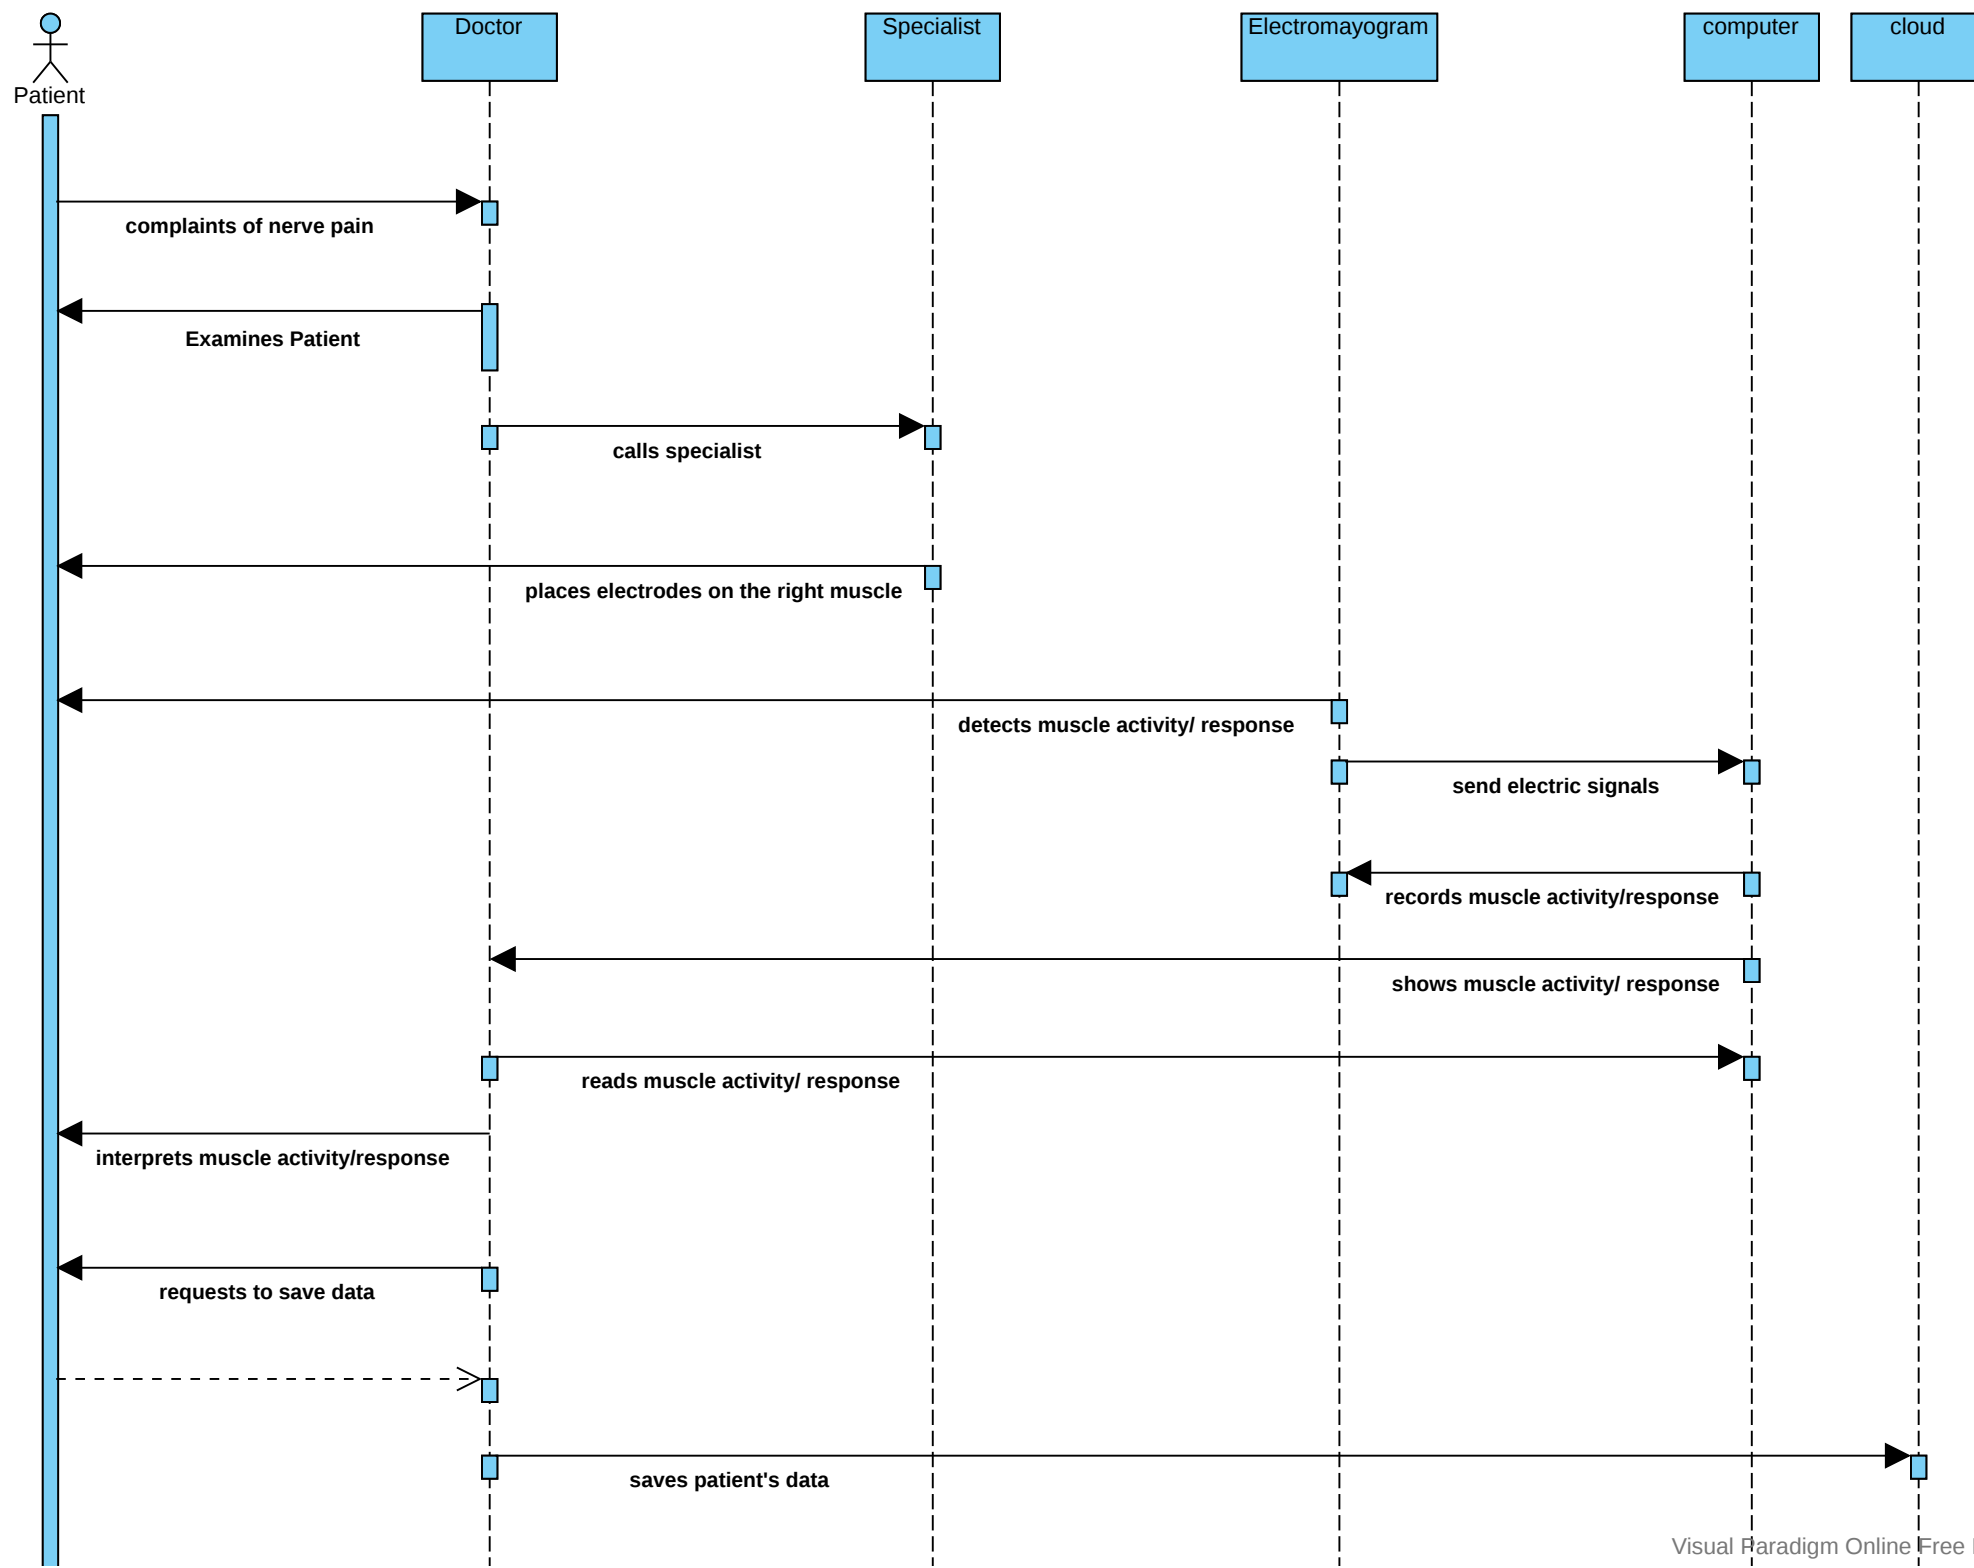 Doctor
Specialist
Electromayogram
computer
cloud
Patient
complaints of nerve pain
Examines Patient
calls specialist
places electrodes on the right muscle
detects muscle activity/ response
send electric signals
records muscle activity/response
shows muscle activity/ response
reads muscle activity/ response
interprets muscle activity/response
requests to save data
saves patient's data
Visual Paradigm Online Free